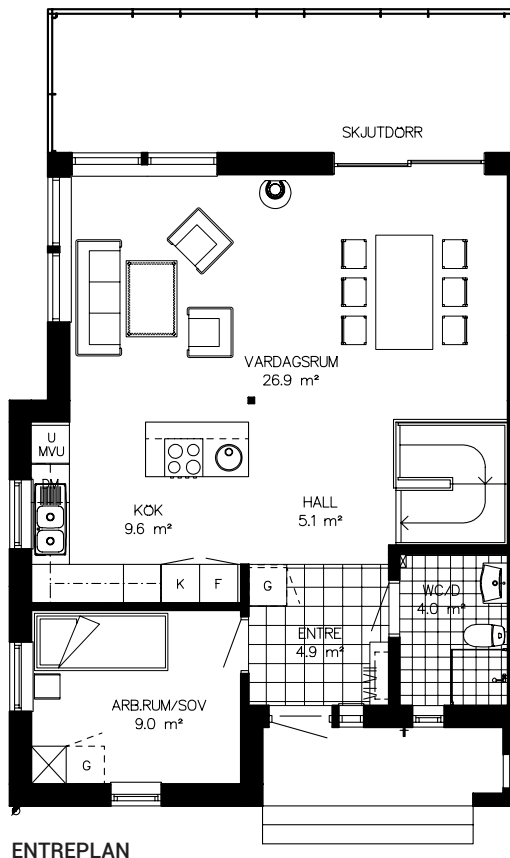 SKJUTDÖRR
VARDAGSRUM
26.9 m²
U
MVU
DM
KÖK
9.6 m²
HALL
5.1 m²
K
F
G
WC/D
4.0 m²
ENTRE
4.9 m²
ARB.RUM/SOV
9.0 m²
G
ENTREPLAN